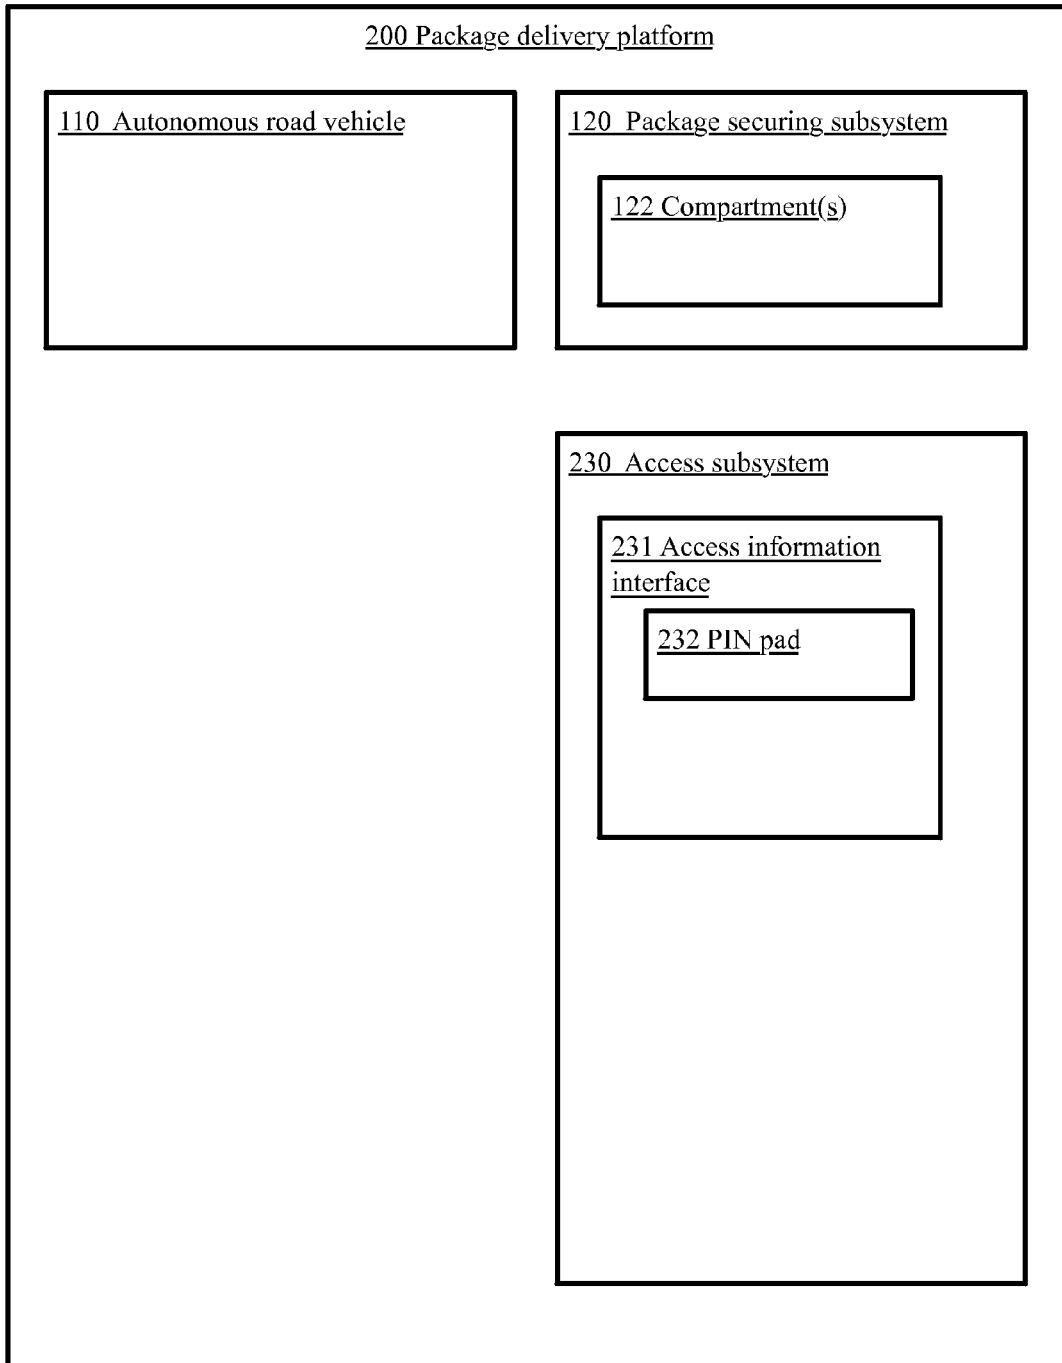 200 Package delivery platform
110 Autonomous road vehicle
120 Package securing subsystem
122 Compartment(s)
230 Access subsystem
231 Access information
interface
232 PIN pad